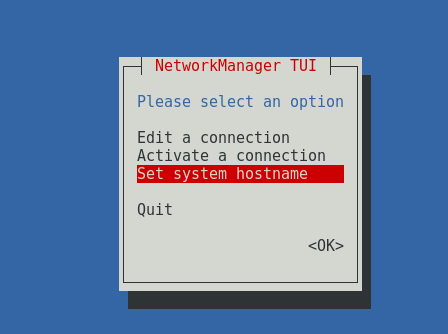 NetworkManager TUI
Please select an option
Edit a connection
Activate a connection
Set system hostname
Quit
<OK>